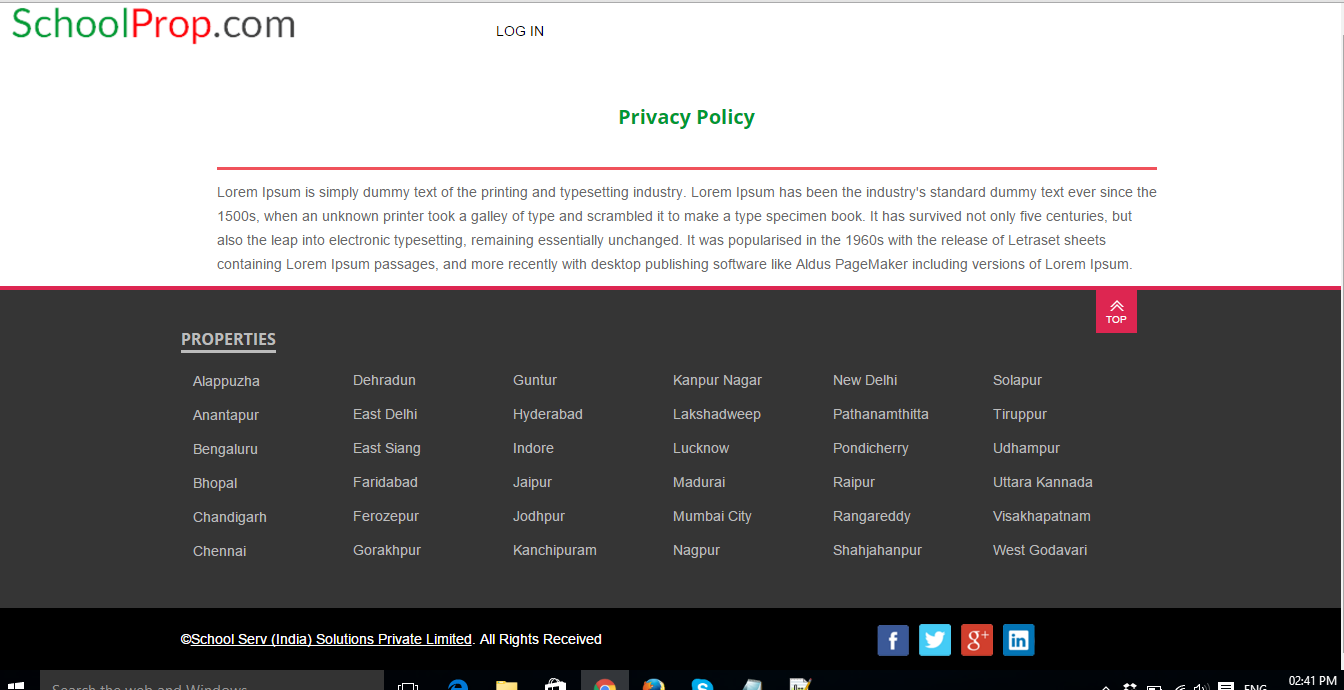 SchoolProp.com
LOG IN
Privacy Policy
Lorem Ipsum is simply dummy text of the printing and typesetting industry. Lorem Ipsum has been the industry's standard dummy text ever since the
1500s, when an unknown printer took a galley of type and scrambled it to make a type specimen book. It has survived not only five centuries, but
also the leap into electronic typesetting, remaining essentially unchanged. It was popularised in the 1960s with the release of Letraset sheets
containing Lorem Ipsum passages, and more recently with desktop publishing software like Aldus PageMaker including versions of Lorem Ipsum.
TOP
PROPERTIES
Alappuzha Dehradun Guntur Kanpur Nagar New Delhi Solapur
Anantapur East Delhi Hyderabad Lakshadweep Pathanamthitta Tiruppur
Bengaluru East Siang Indore Lucknow Pondicherry Udhampur
Bhopal Faridabad Jaipur Madurai Raipur Uttara Kannada
Chandigarh Ferozepur Jodhpur Mumbai City Rangareddy Visakhapatnam
Chennai Gorakhpur Kanchipuram Nagpur Shahjahanpur West Godavari
©School Serv (India) Solutions Private Limited. All Rights Received
f g+ in
Search the web and Windows
ENG 02:41 PM